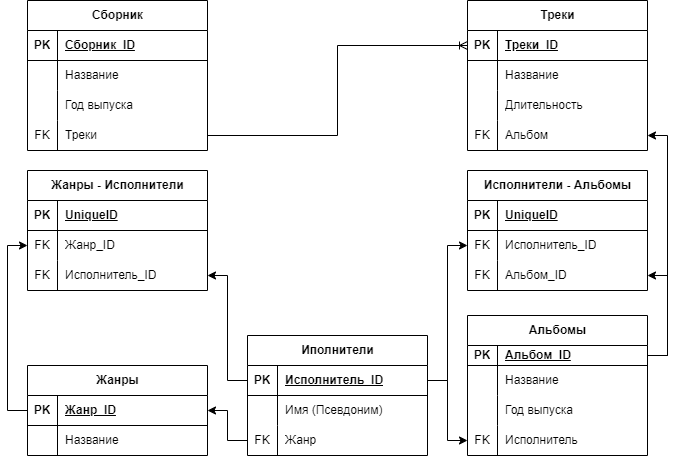 Сборник
PK Сборник_ID
Название
Год выпуска
FK Треки
Треки
PK Треки_ID
Название
Длительность
FK Альбом
Жанры - Исполнители
PK UniqueID
FK Жанр_ID
FK Исполнитель_ID
Исполнители - Альбомы
PK UniqueID
FK Исполнитель_ID
FK Альбом_ID
Жанры
PK Жанр_ID
Название
Иполнители
PK Исполнитель_ID
Имя (Псевдоним)
FK Жанр
Альбомы
PK Альбом_ID
Название
Год выпуска
FK Исполнитель